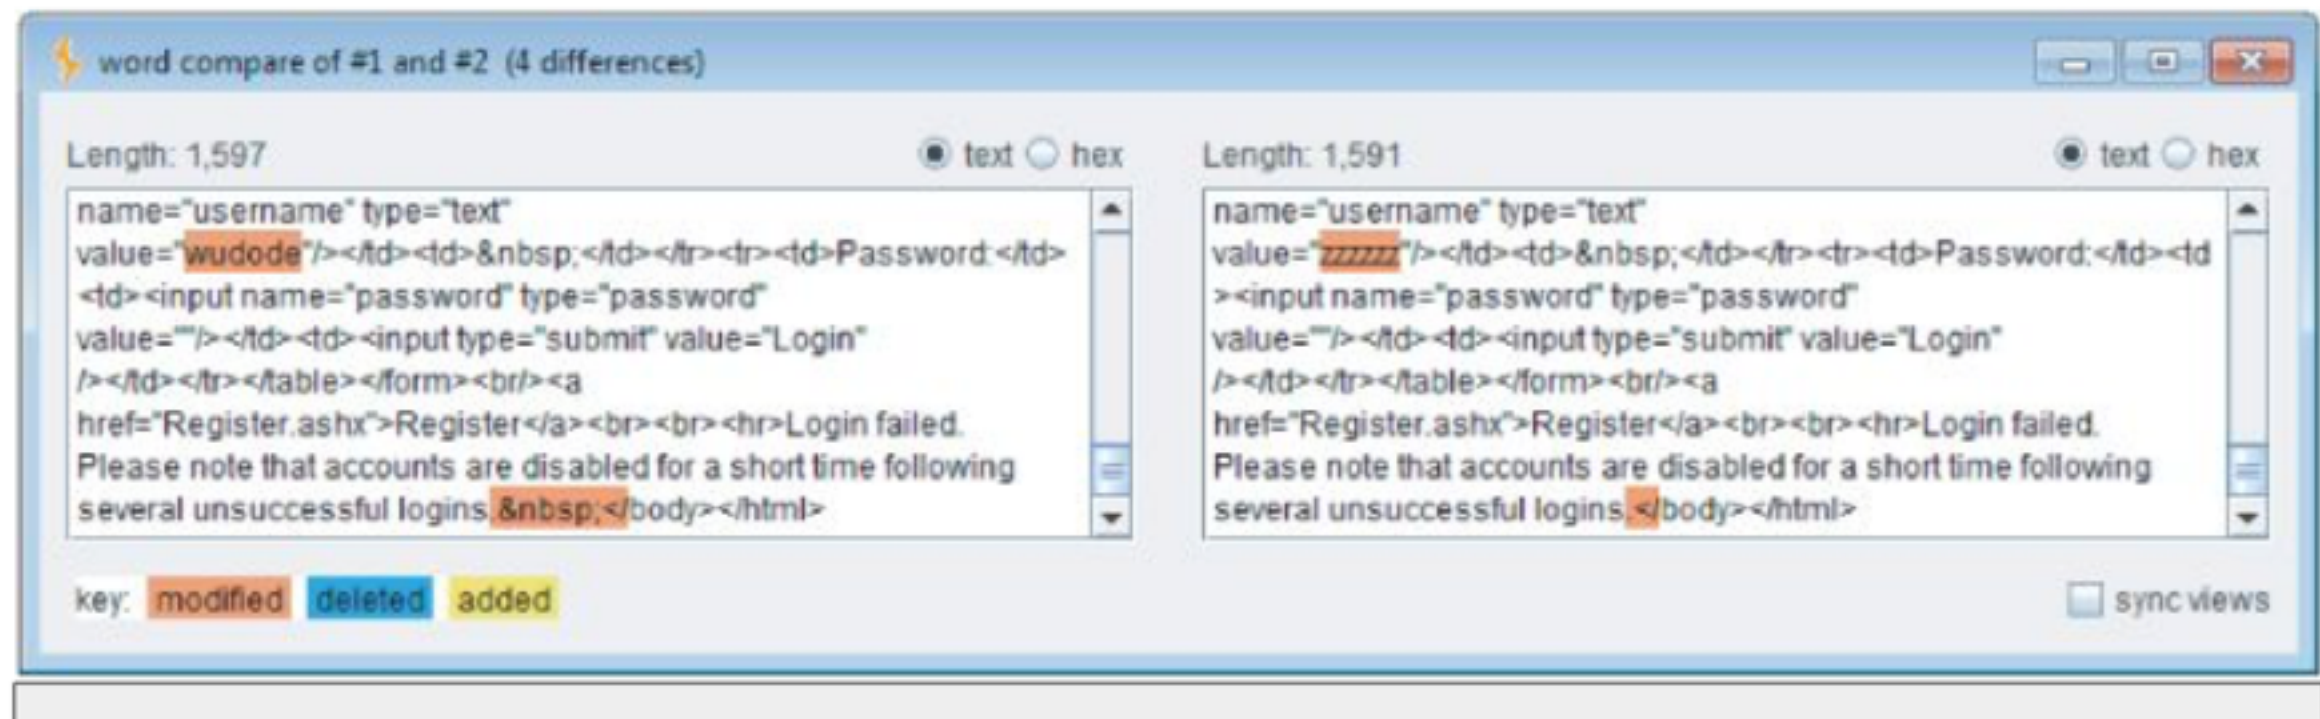 word compare of #1 and #2 (4 differences)
Length: 1,597 text hex
name="username" type="text"
value="wudode"/></td><td>&nbsp;</td></tr><tr><td>Password:</td>
<td><input name="password" type="password"
value=""/></td><td><input type="submit" value="Login"
/></td></tr></table></form><br/><a
href="Register.ashx">Register</a><br><br><hr>Login failed.
Please note that accounts are disabled for a short time following
several unsuccessful logins.&nbsp;</body></html>
Length: 1,591 text hex
name="username" type="text"
value="zzzzzz"/></td><td>&nbsp;</td></tr><tr><td>Password:</td><td
><input name="password" type="password"
value=""/></td><td><input type="submit" value="Login"
/></td></tr></table></form><br/><a
href="Register.ashx">Register</a><br><br><hr>Login failed.
Please note that accounts are disabled for a short time following
several unsuccessful logins.</body></html>
key: modified deleted added
sync views